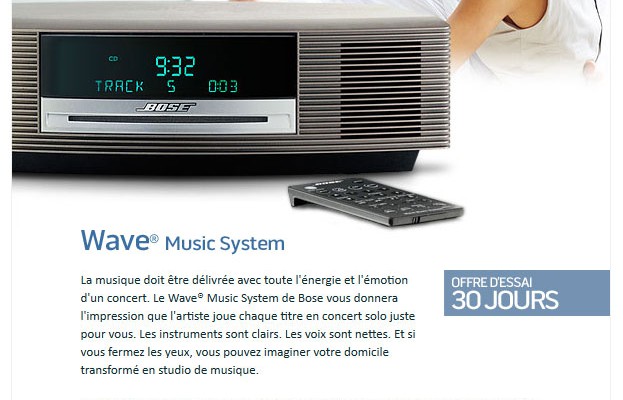 CD
9:32
TRACK 5 0:03
BOSE
BOSE
Wave® Music System
La musique doit être délivrée avec toute l'énergie et l'émotion
d'un concert. Le Wave® Music System de Bose vous donnera
l'impression que l'artiste joue chaque titre en concert solo juste
pour vous. Les instruments sont clairs. Les voix sont nettes. Et si
vous fermez les yeux, vous pouvez imaginer votre domicile
transformé en studio de musique.
OFFRE D'ESSAI
30 JOURS